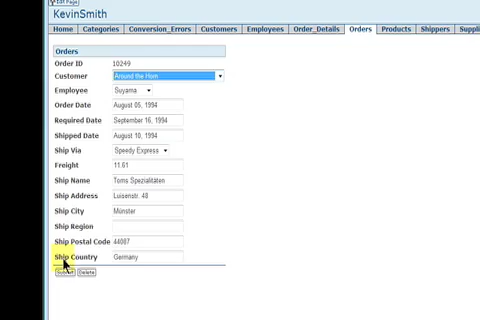 Edit Page
KevinSmith
Home Categories Conversion_Errors Customers Employees Order_Details Orders Products Shippers Suppli
Orders
Order ID 10249
Customer Around the Horn
Employee Suyama
Order Date August 05, 1994
Required Date September 16, 1994
Shipped Date August 10, 1994
Ship Via Speedy Express
Freight 11.61
Ship Name Toms Spezialitäten
Ship Address Luisenstr. 48
Ship City Münster
Ship Region
Ship Postal Code 44087
Ship Country Germany
Delete